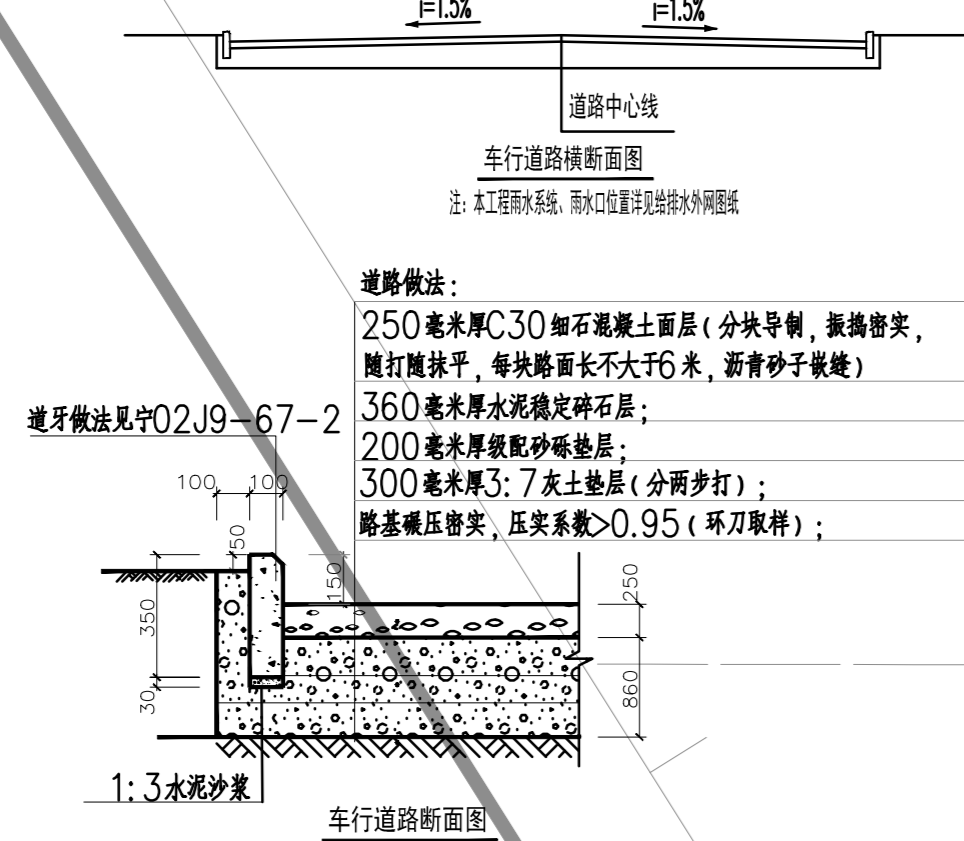 i=1.5%
i=1.5%
道路中心线
车行道路横断面图
注: 本工程雨水系统、雨水口位置详见给排水外网图纸
道路做法:
250毫米厚C30细石混凝土面层(分块导制, 振捣密实,
随打随抹平, 每块路面长不大于6米, 沥青砂子嵌缝)
道牙做法见宁02J9-67-2
360毫米厚水泥稳定碎石层;
200毫米厚级配砂砾垫层;
300毫米厚3:7灰土垫层(分两步打);
路基碾压密实, 压实系数>0.95(环刀取样);
100
100
50
150
250
350
30
860
1:3水泥沙浆
车行道路断面图